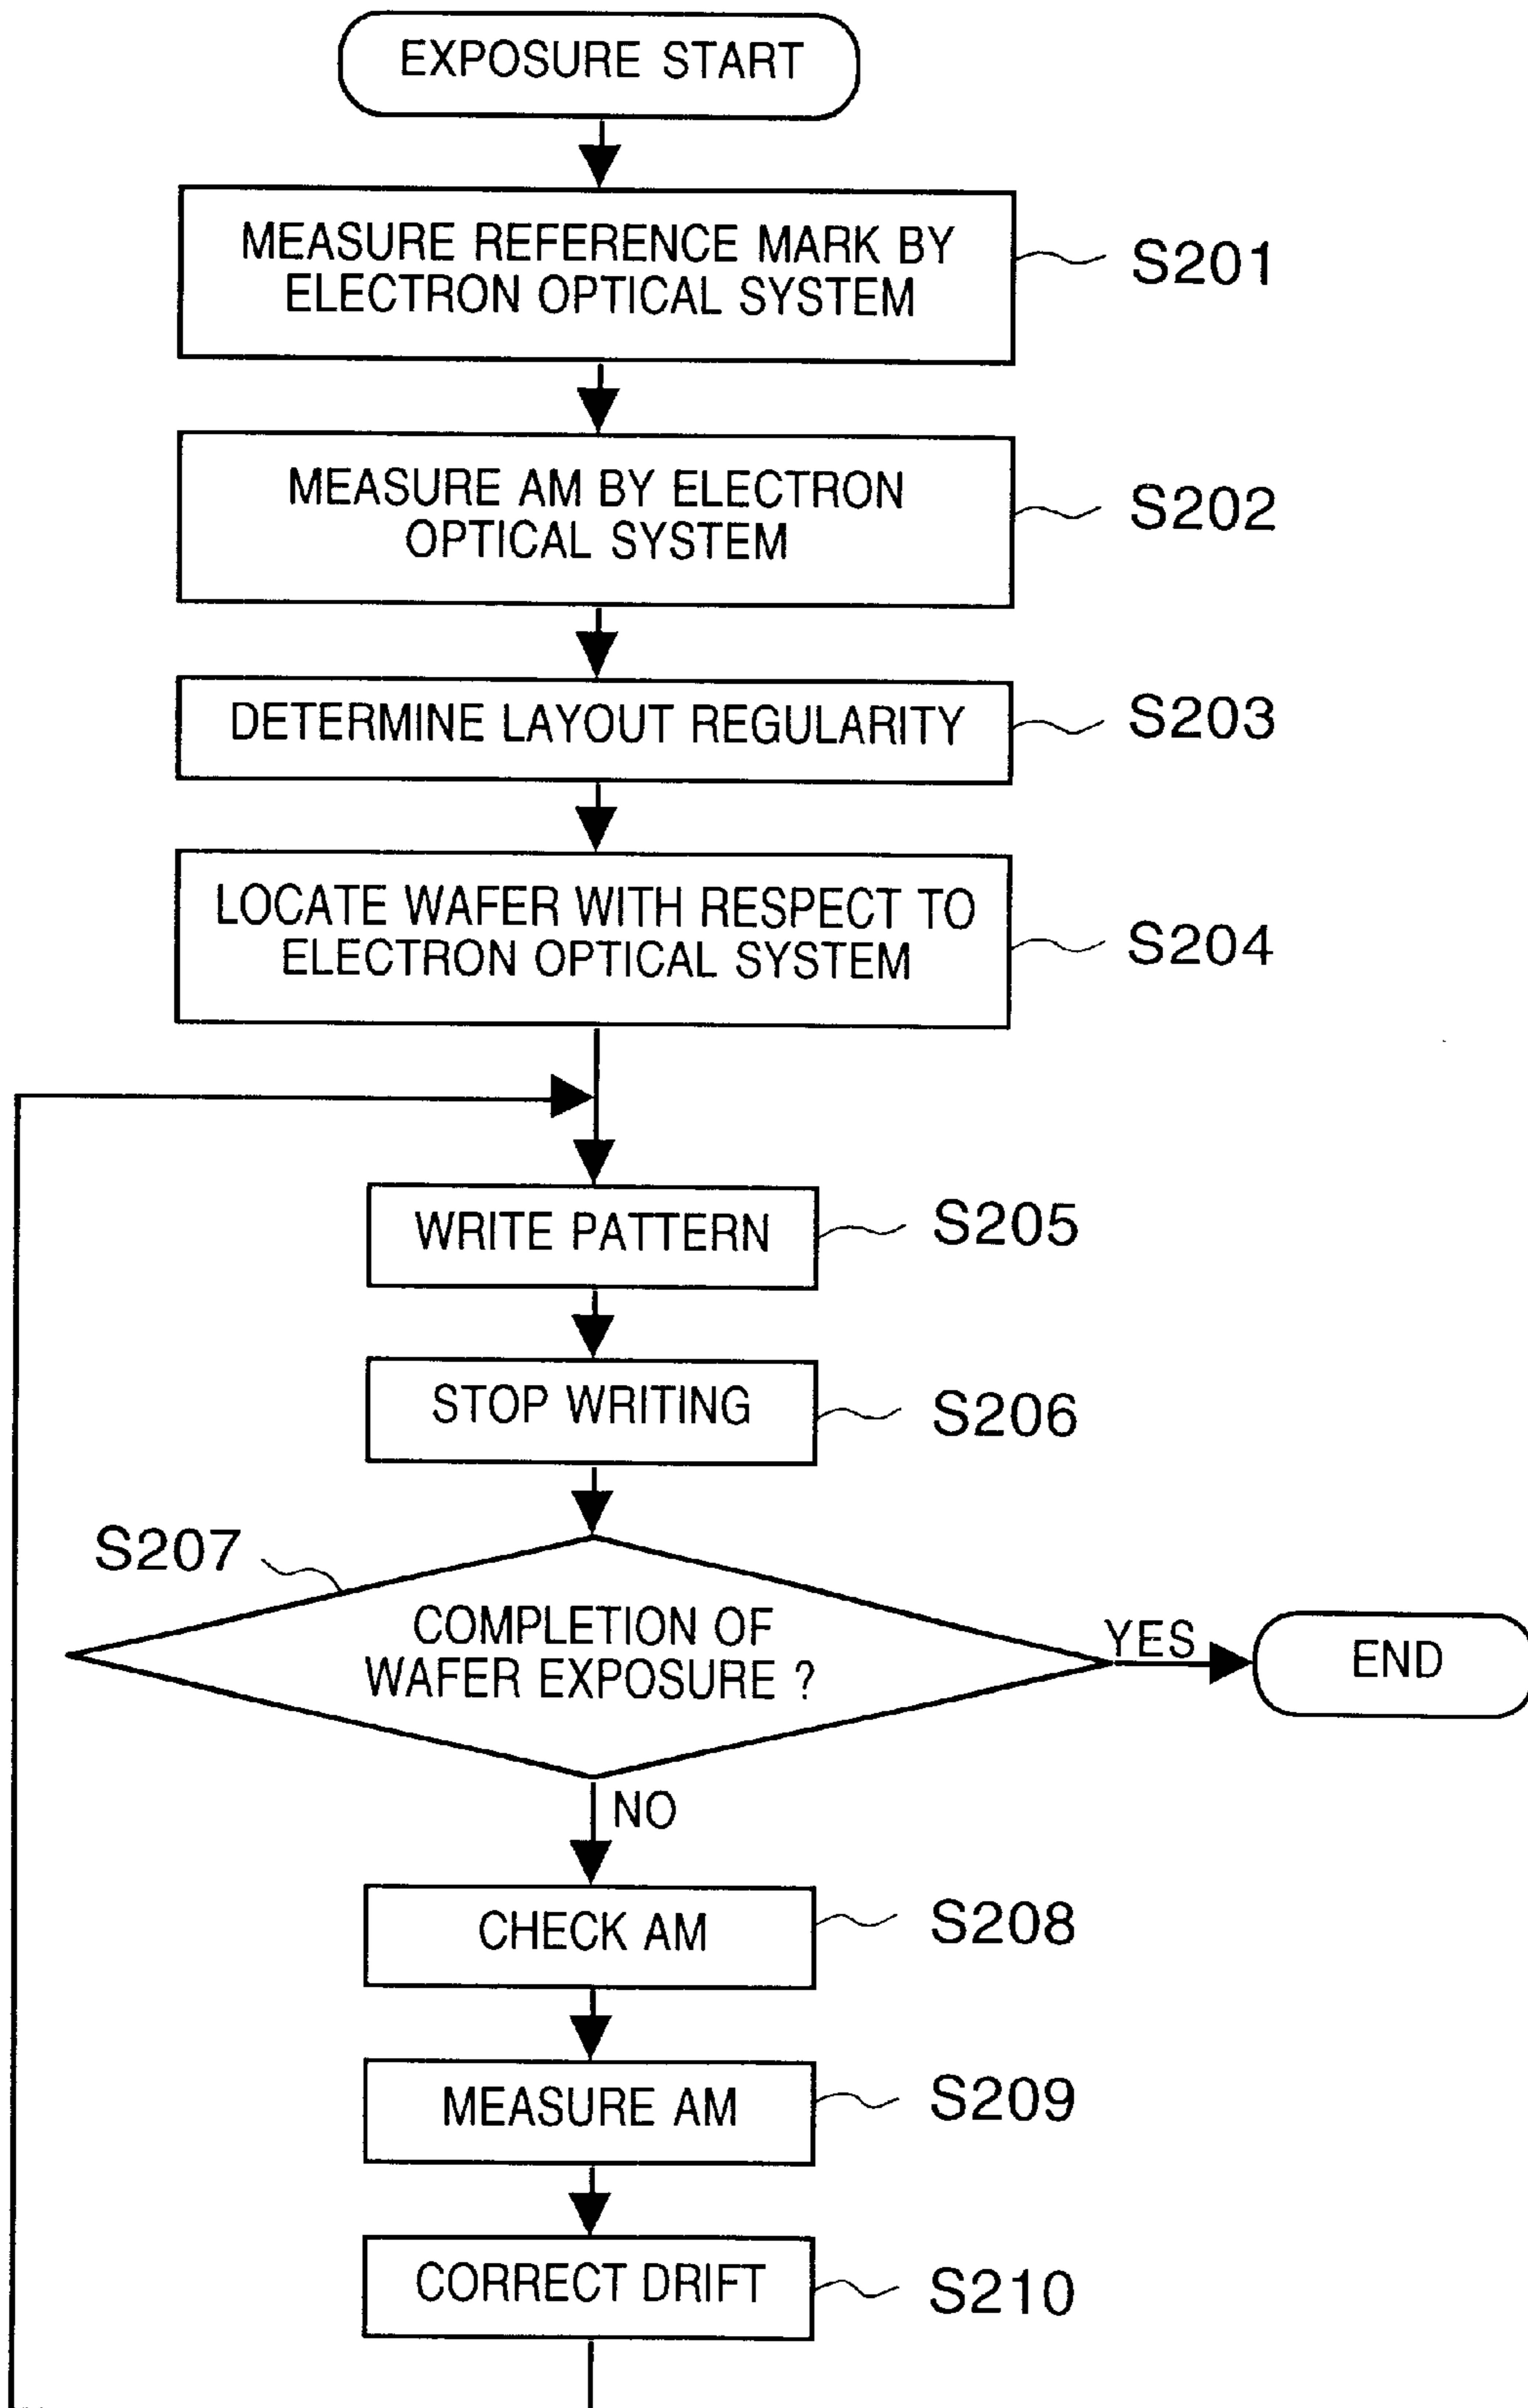 EXPOSURE START
MEASURE REFERENCE MARK BY
ELECTRON OPTICAL SYSTEM
S201
MEASURE AM BY ELECTRON
OPTICAL SYSTEM
S202
DETERMINE LAYOUT REGULARITY
S203
LOCATE WAFER WITH RESPECT TO
ELECTRON OPTICAL SYSTEM
S204
WRITE PATTERN
S205
STOP WRITING
S206
S207
COMPLETION OF
WAFER EXPOSURE ?
YES
END
NO
CHECK AM
S208
MEASURE AM
S209
CORRECT DRIFT
S210